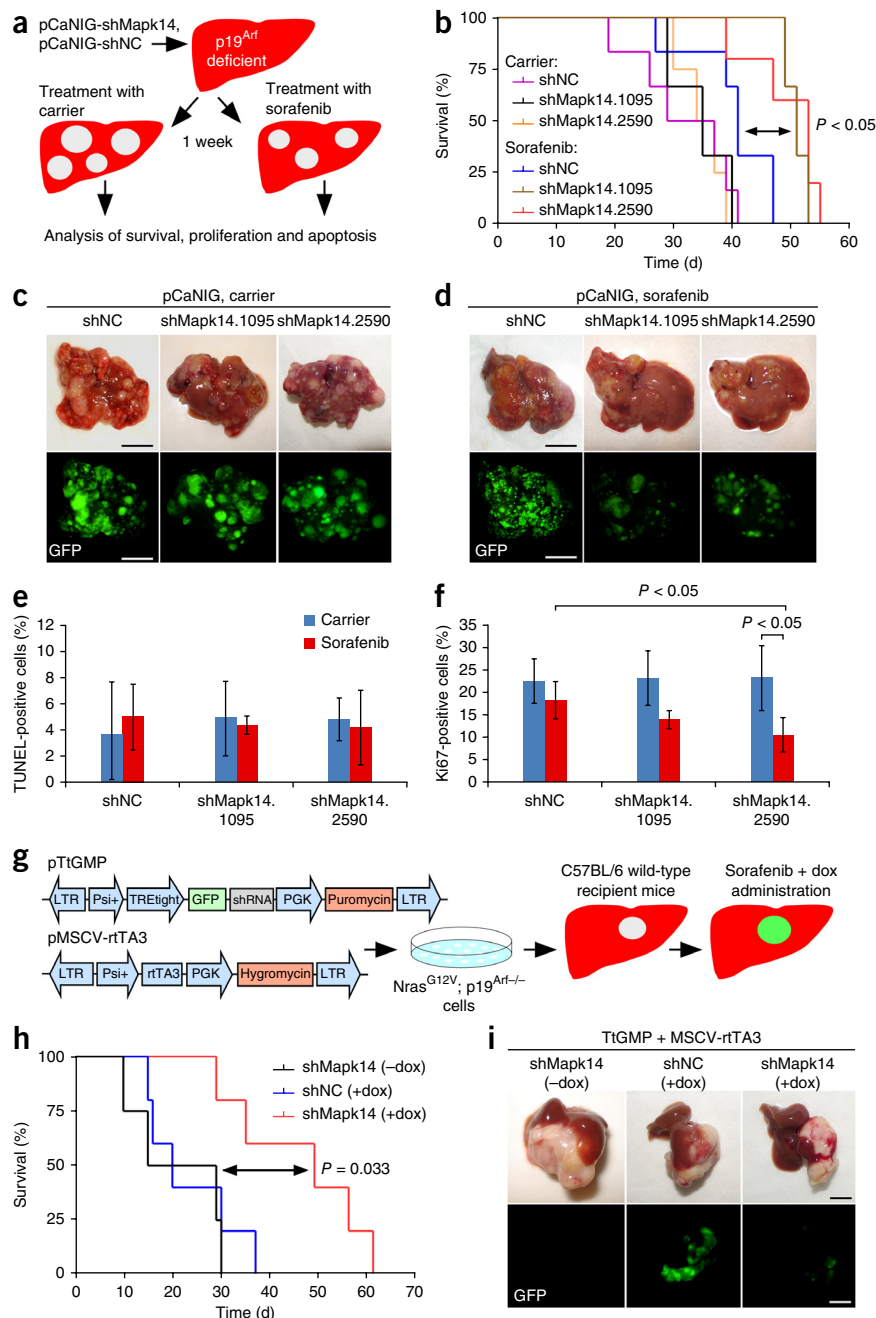 a
pCaNIG-shMapk14,
pCaNIG-shNC
p19Arf
deficient
Treatment with
carrier
Treatment with
sorafenib
1 week
Analysis of survival, proliferation and apoptosis
b
Survival (%)
100
75
50
25
0
Carrier:
shNC
shMapk14.1095
shMapk14.2590
Sorafenib:
shNC
shMapk14.1095
shMapk14.2590
P < 0.05
0 10 20 30 40 50 60
Time (d)
c
pCaNIG, carrier
shNC shMapk14.1095 shMapk14.2590
GFP
d
pCaNIG, sorafenib
shNC shMapk14.1095 shMapk14.2590
GFP
e
TUNEL-positive cells (%)
12
10
8
6
4
2
0
Carrier
Sorafenib
shNC
shMapk14.
1095
shMapk14.
2590
f
Ki67-positive cells (%)
35
30
25
20
15
10
5
0
P < 0.05
P < 0.05
shNC
shMapk14.
1095
shMapk14.
2590
g
pTtGMP
LTR Psi+ TREtight GFP shRNA PGK Puromycin LTR
pMSCV-rtTA3
LTR Psi+ rtTA3 PGK Hygromycin LTR
NrasG12V; p19Arf–/–
cells
C57BL/6 wild-type
recipient mice
Sorafenib + dox
administration
h
Survival (%)
100
75
50
25
0
shMapk14 (–dox)
shNC (+dox)
shMapk14 (+dox)
P = 0.033
0 10 20 30 40 50 60 70
Time (d)
i
TtGMP + MSCV-rtTA3
shMapk14
(–dox)
shNC
(+dox)
shMapk14
(+dox)
GFP